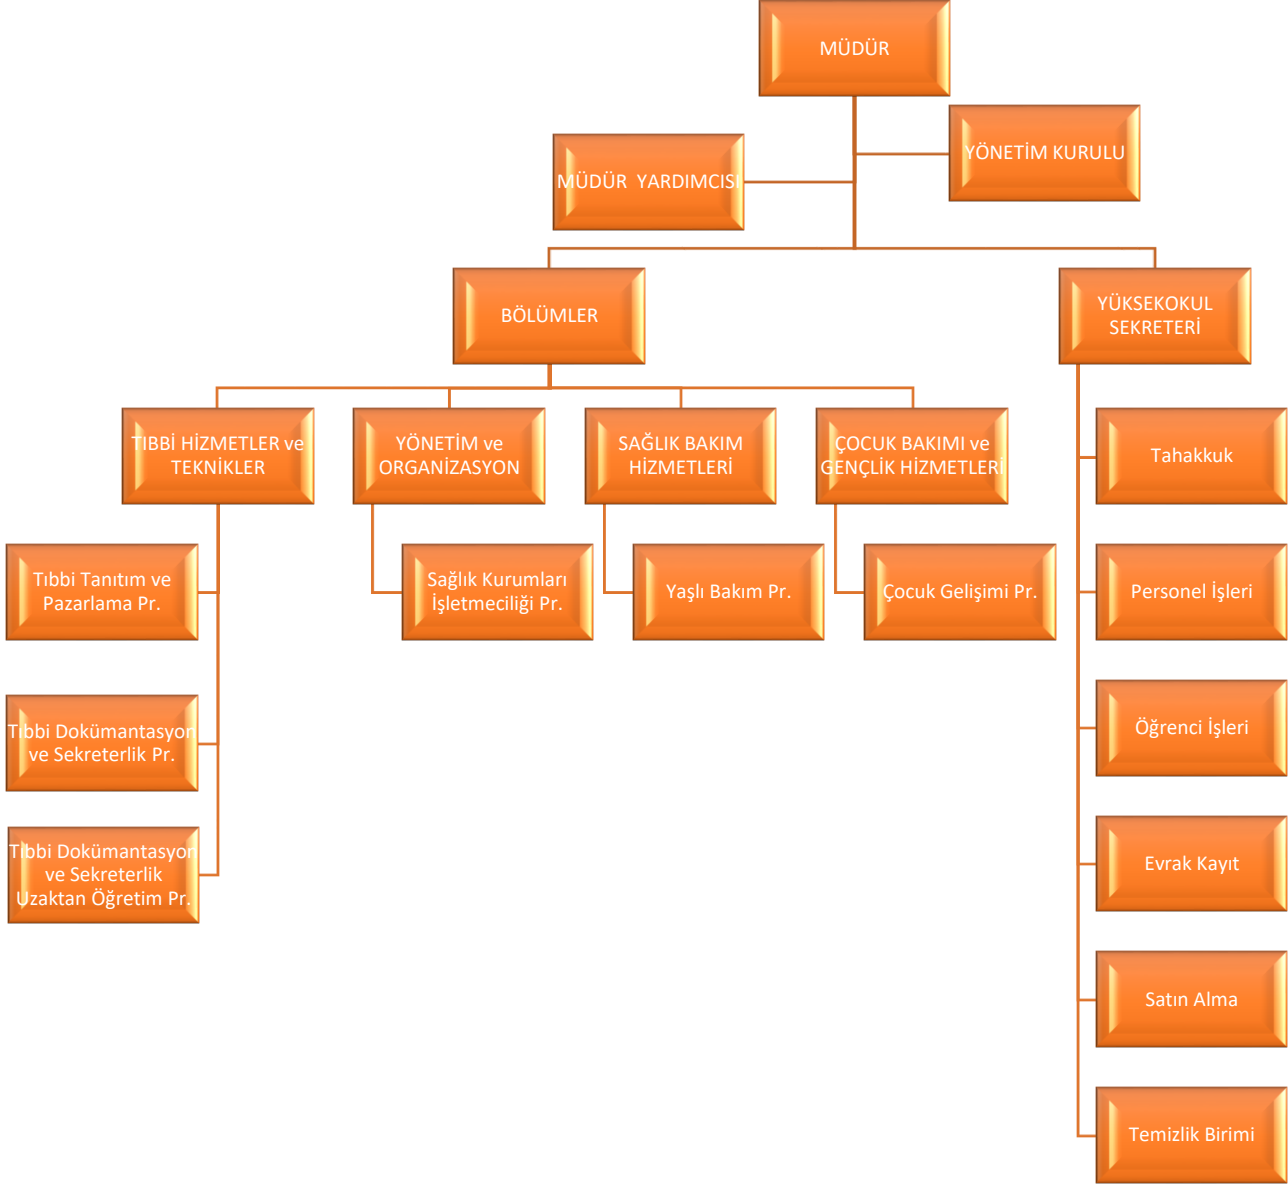 MÜDÜR
YÖNETİM KURULU
MÜDÜR YARDIMCISI
BÖLÜMLER
YÜKSEKOKUL
SEKRETERİ
TIBBİ HİZMETLER ve
TEKNİKLER
YÖNETİM ve
ORGANİZASYON
SAĞLIK BAKIM
HİZMETLERİ
ÇOCUK BAKIMI ve
GENÇLİK HİZMETLERİ
Tahakkuk
Tıbbi Tanıtım ve
Pazarlama Pr.
Sağlık Kurumları
İşletmeciliği Pr.
Yaşlı Bakım Pr.
Çocuk Gelişimi Pr.
Personel İşleri
Tıbbi Dokümantasyon
ve Sekreterlik Pr.
Öğrenci İşleri
Tıbbi Dokümantasyon
ve Sekreterlik
Uzaktan Öğretim Pr.
Evrak Kayıt
Satın Alma
Temizlik Birimi